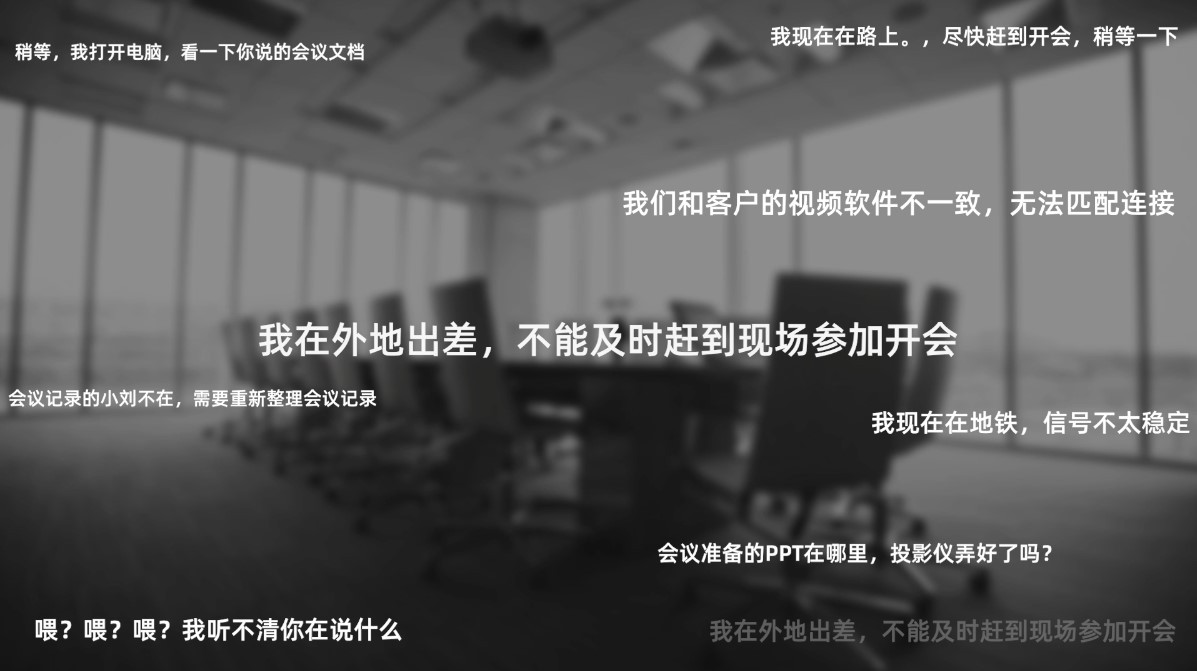 我现在在路上。，尽快赶到开会，稍等一下
稍等，我打开电脑，看一下你说的会议文档
我们和客户的视频软件不一致，无法匹配连接
我在外地出差，不能及时赶到现场参加开会
会议记录的小刘不在，需要重新整理会议记录
我现在在地铁，信号不太稳定
会议准备的PPT在哪里，投影仪弄好了吗？
喂？喂？喂？我听不清你在说什么
我在外地出差，不能及时赶到现场参加开会